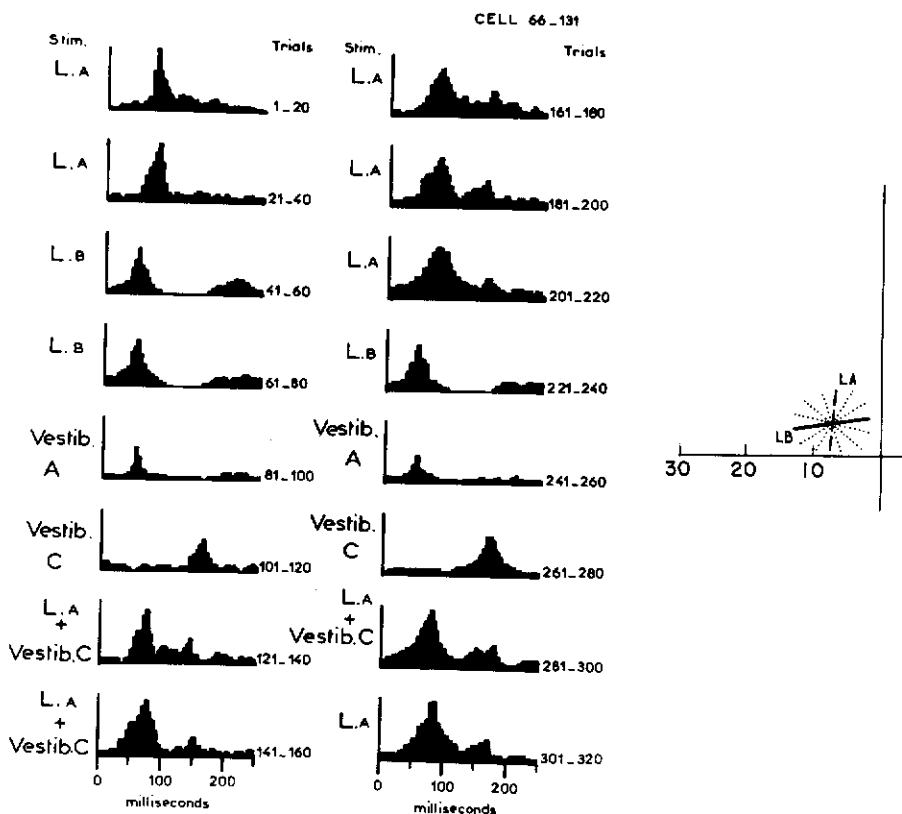 CELL 66_131
Stim. Trials
L.A 1_20
L.A 21_40
L.B 41_60
L.B 61_80
Vestib. A 81_100
Vestib. C 101_120
L.A + Vestib.C 121_140
L.A + Vestib.C 141_160
0 100 200
milliseconds
Stim. Trials
L.A 161_180
L.A 181_200
L.A 201_220
L.B 221_240
Vestib. A 241_260
Vestib. C 261_280
L.A + Vestib.C 281_300
L.A 301_320
0 100 200
milliseconds
LA
LB
30 20 10